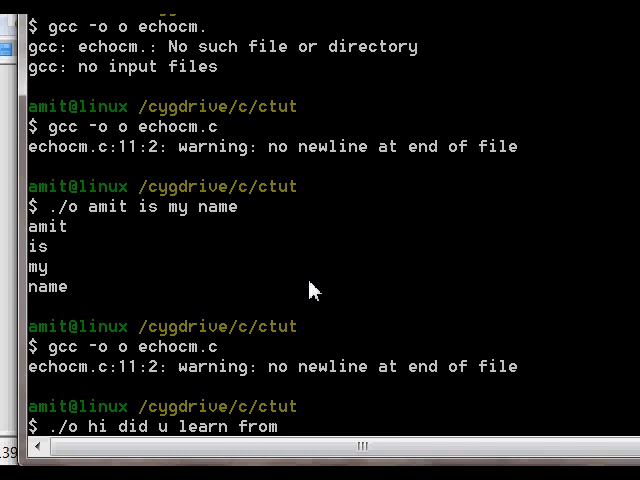 $ gcc -o o echocm.
gcc: echocm.: No such file or directory
gcc: no input files
amit@linux /cygdrive/c/ctut
$ gcc -o o echocm.c
echocm.c:11:2: warning: no newline at end of file
amit@linux /cygdrive/c/ctut
$ ./o amit is my name
amit
is
my
name
amit@linux /cygdrive/c/ctut
$ gcc -o o echocm.c
echocm.c:11:2: warning: no newline at end of file
amit@linux /cygdrive/c/ctut
$ ./o hi did u learn from
.39